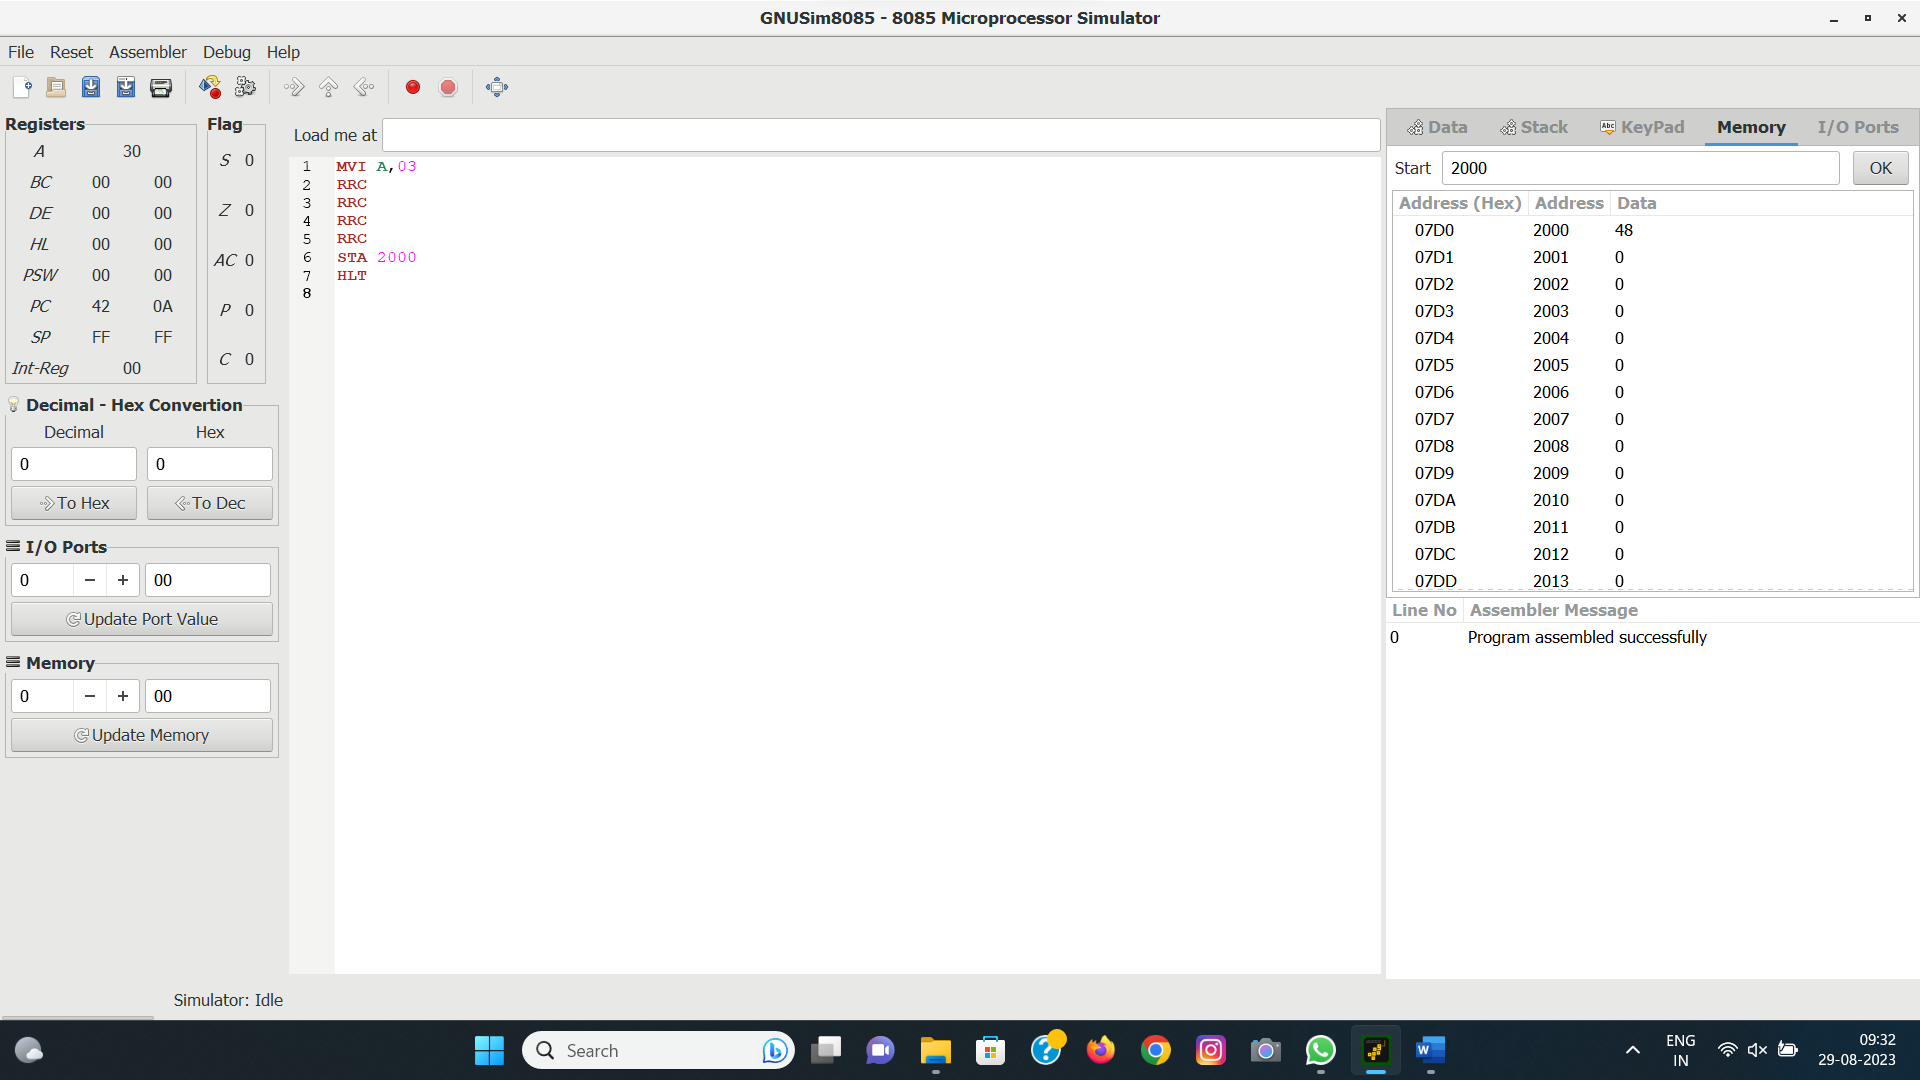 GNUSim8085 - 8085 Microprocessor Simulator
File Reset Assembler Debug Help
Registers
A 30
BC 00 00
DE 00 00
HL 00 00
PSW 00 00
PC 42 0A
SP FF FF
Int-Reg 00
Flag
S 0
Z 0
AC 0
P 0
C 0
Decimal - Hex Convertion
Decimal Hex
0 0
To Hex To Dec
I/O Ports
0 − + 00
Update Port Value
Memory
0 − + 00
Update Memory
Load me at
1 MVI A,03
2 RRC
3 RRC
4 RRC
5 RRC
6 STA 2000
7 HLT
8
Data Stack Abc KeyPad Memory I/O Ports
Start 2000 OK
Address (Hex) Address Data
07D0 2000 48
07D1 2001 0
07D2 2002 0
07D3 2003 0
07D4 2004 0
07D5 2005 0
07D6 2006 0
07D7 2007 0
07D8 2008 0
07D9 2009 0
07DA 2010 0
07DB 2011 0
07DC 2012 0
07DD 2013 0
Line No Assembler Message
0 Program assembled successfully
Simulator: Idle
Search
ENG
IN
09:32
29-08-2023